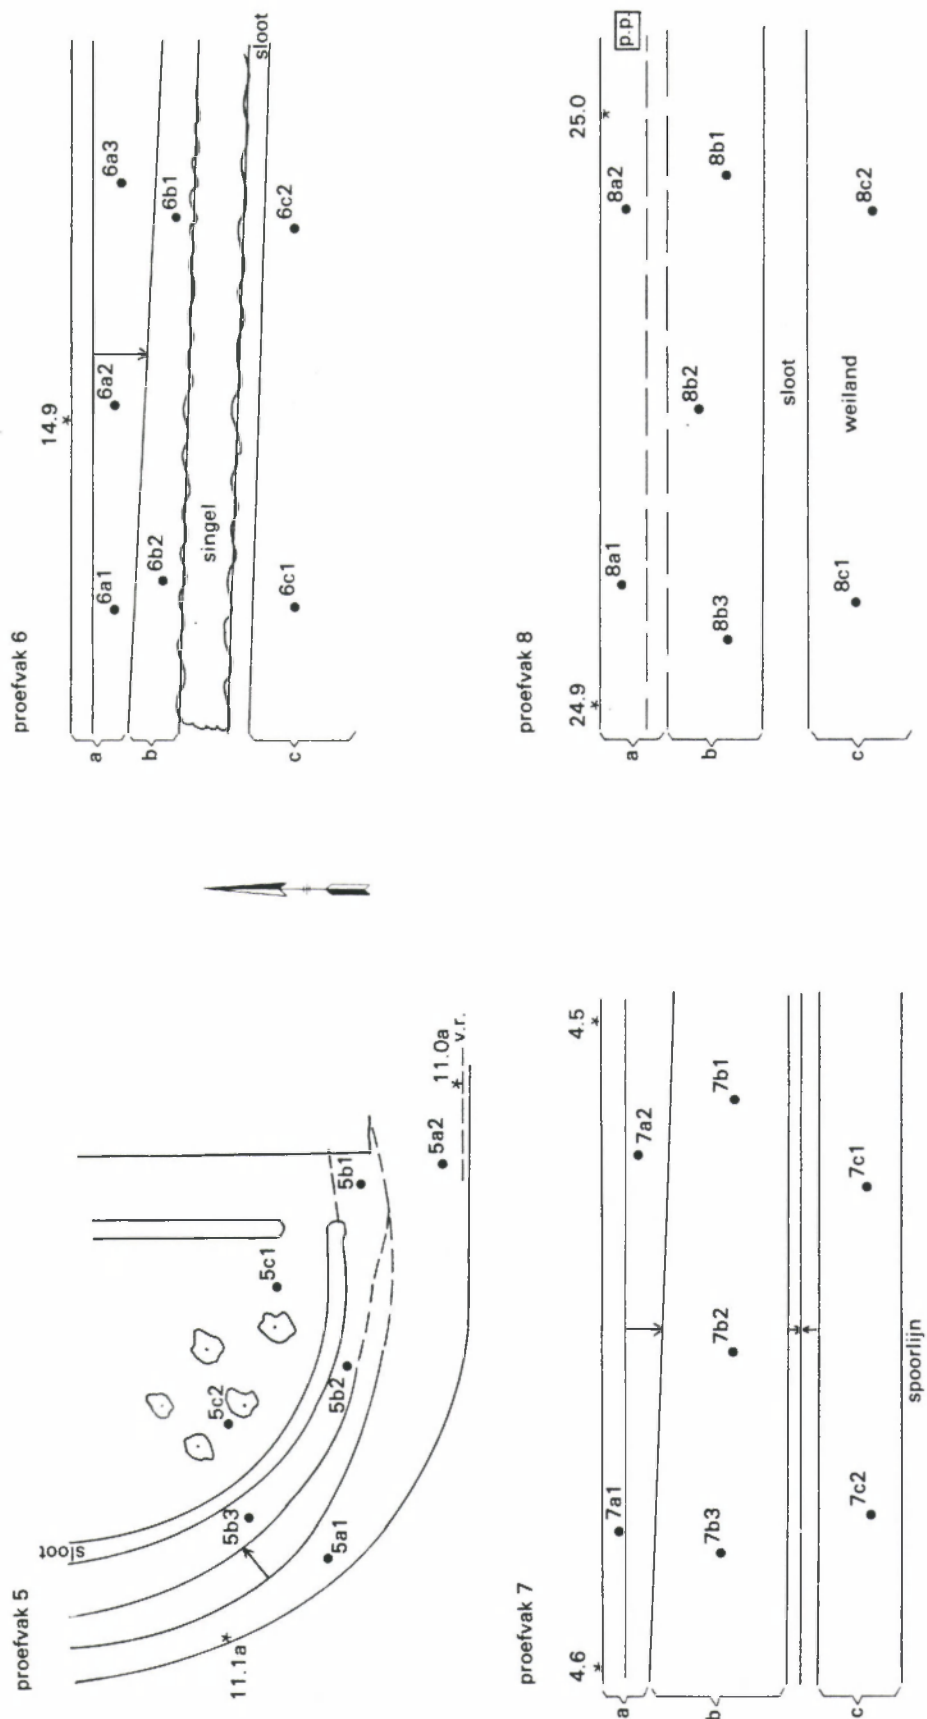 proefvak 5
sloot
11.1a
5a1
5b3
5c2
5b2
5c1
5b1
5a2
11.0a
v.r.
proefvak 6
14.9
a
6a1
6a2
6a3
b
6b2
6b1
singel
sloot
c
6c1
6c2
proefvak 7
4.6
4.5
a
7a1
7a2
b
7b3
7b2
7b1
c
7c2
7c1
spoorlijn
proefvak 8
24.9
25.0
p.p.
a
8a1
8a2
b
8b3
8b2
8b1
sloot
weiland
c
8c1
8c2